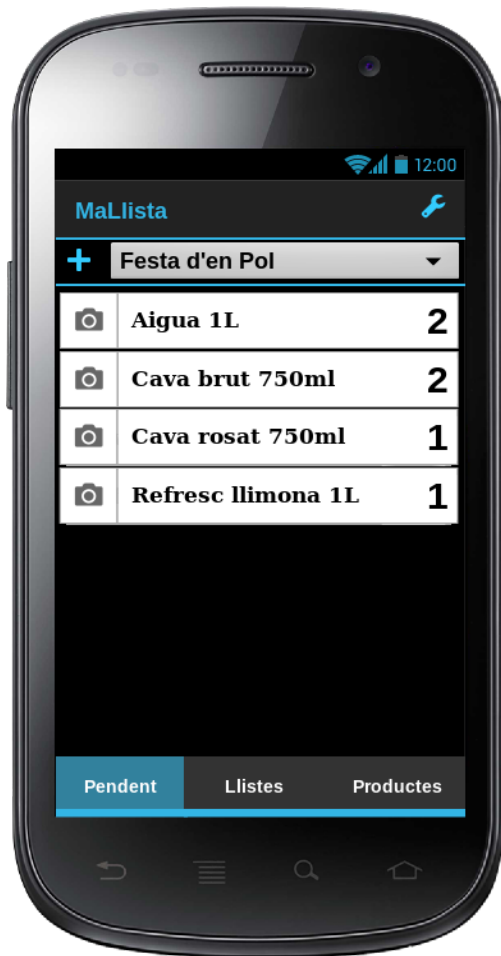 12:00
MaLlista
Festa d'en Pol
Aigua 1L 2
Cava brut 750ml 2
Cava rosat 750ml 1
Refresc llimona 1L 1
Pendent Llistes Productes